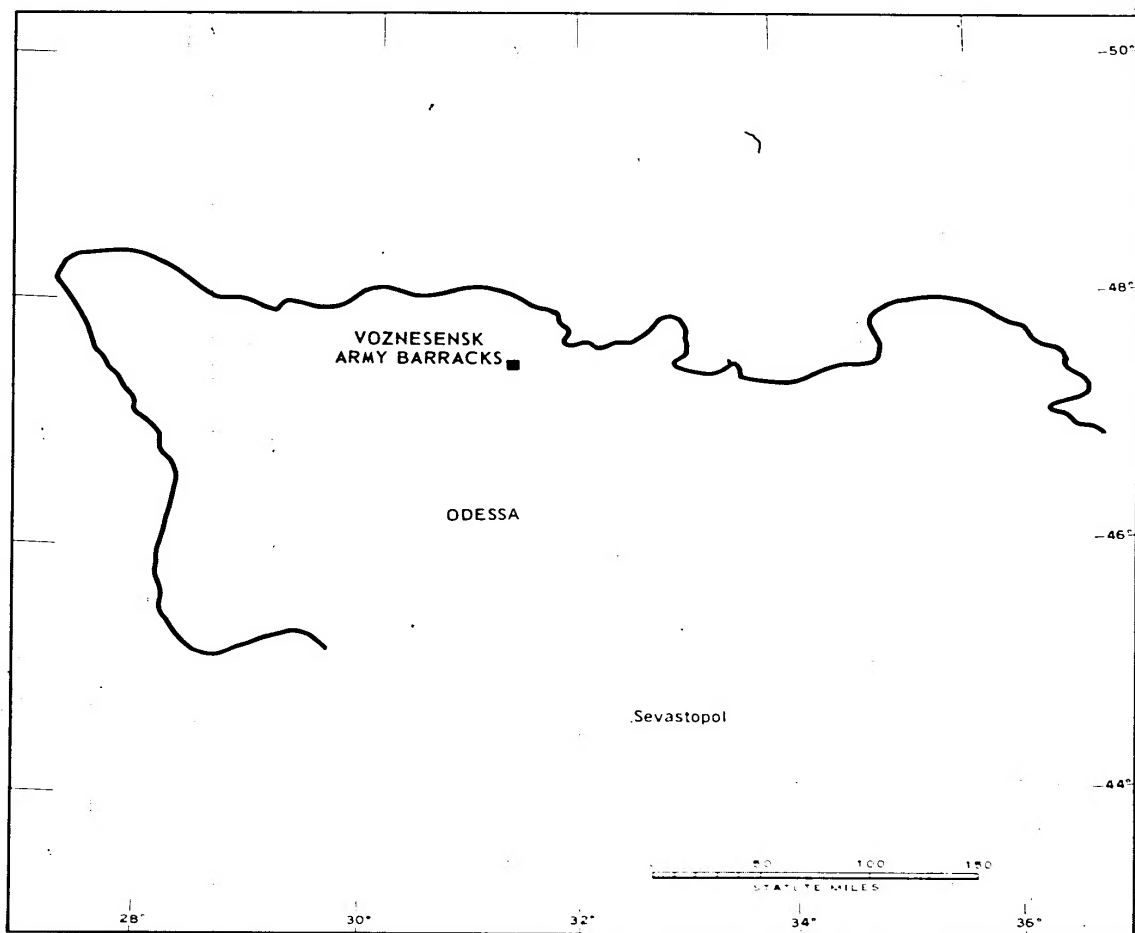 -50°
-48°
VOZNESENSK
ARMY BARRACKS
ODESSA
-46°
Sevastopol
-44°
50 100 150
STATUTE MILES
28° 30° 32° 34° 36°